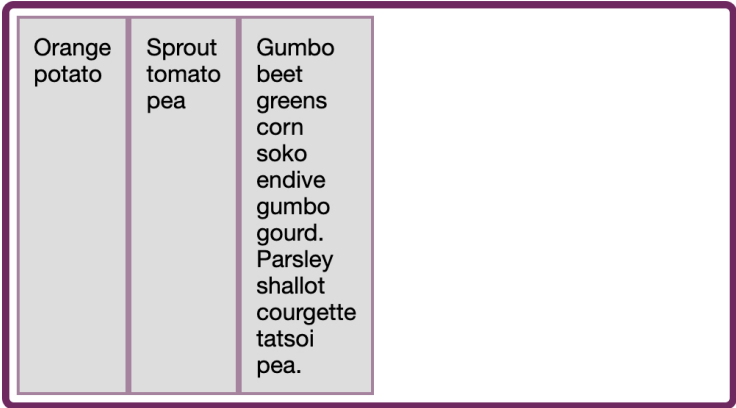 Orange
potato
Sprout
tomato
pea
Gumbo
beet
greens
corn
soko
endive
gumbo
gourd.
Parsley
shallot
courgette
tatsoi
pea.